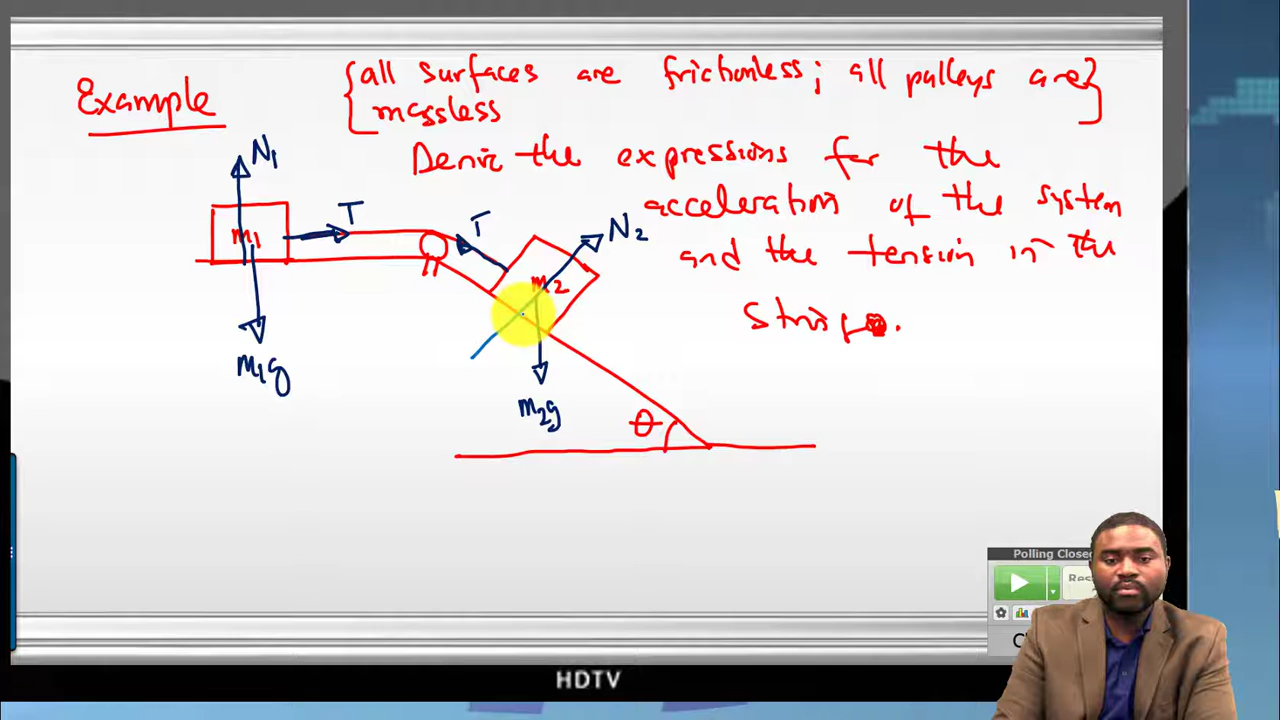 Example
{all surfaces are frictionless; all pulleys are}
massless
Derive the expressions for the
acceleration of the system
and the tension in the
N1
T
m1
T
N2
m2
m1g
m2g
θ
Polling Closed
HDTV